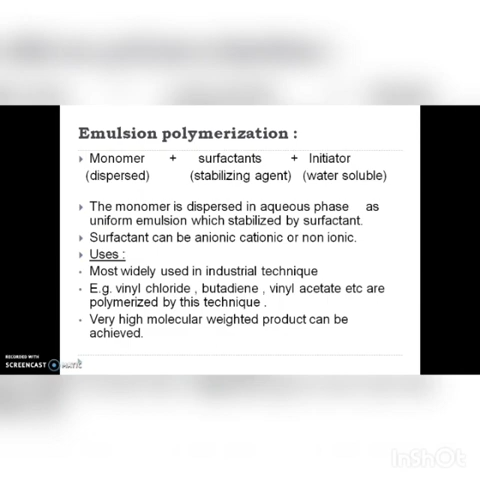 Emulsion polymerization :
Monomer + surfactants + Initiator
(dispersed) (stabilizing agent) (water soluble)
The monomer is dispersed in aqueous phase as
uniform emulsion which stabilized by surfactant.
Surfactant can be anionic cationic or non ionic.
Uses :
Most widely used in industrial technique
E.g. vinyl chloride , butadiene , vinyl acetate etc are
polymerized by this technique .
Very high molecular weighted product can be
achieved.
RECORDED WITH
SCREENCAST MATIC
InShOt